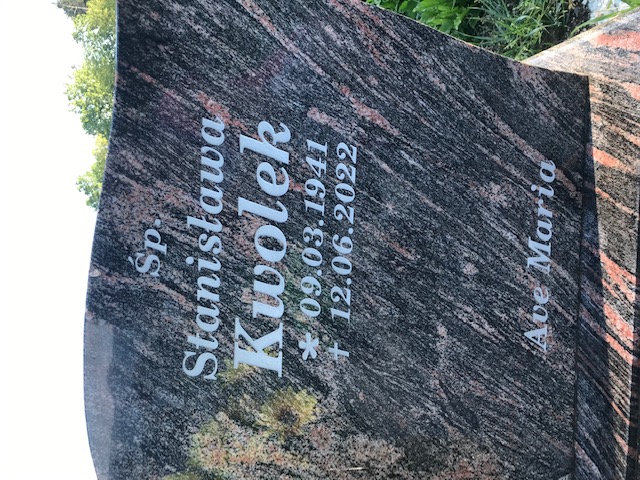 Śp.
Stanisława
Kwolek
* 09.03.1941
+ 12.06.2022
Ave Maria